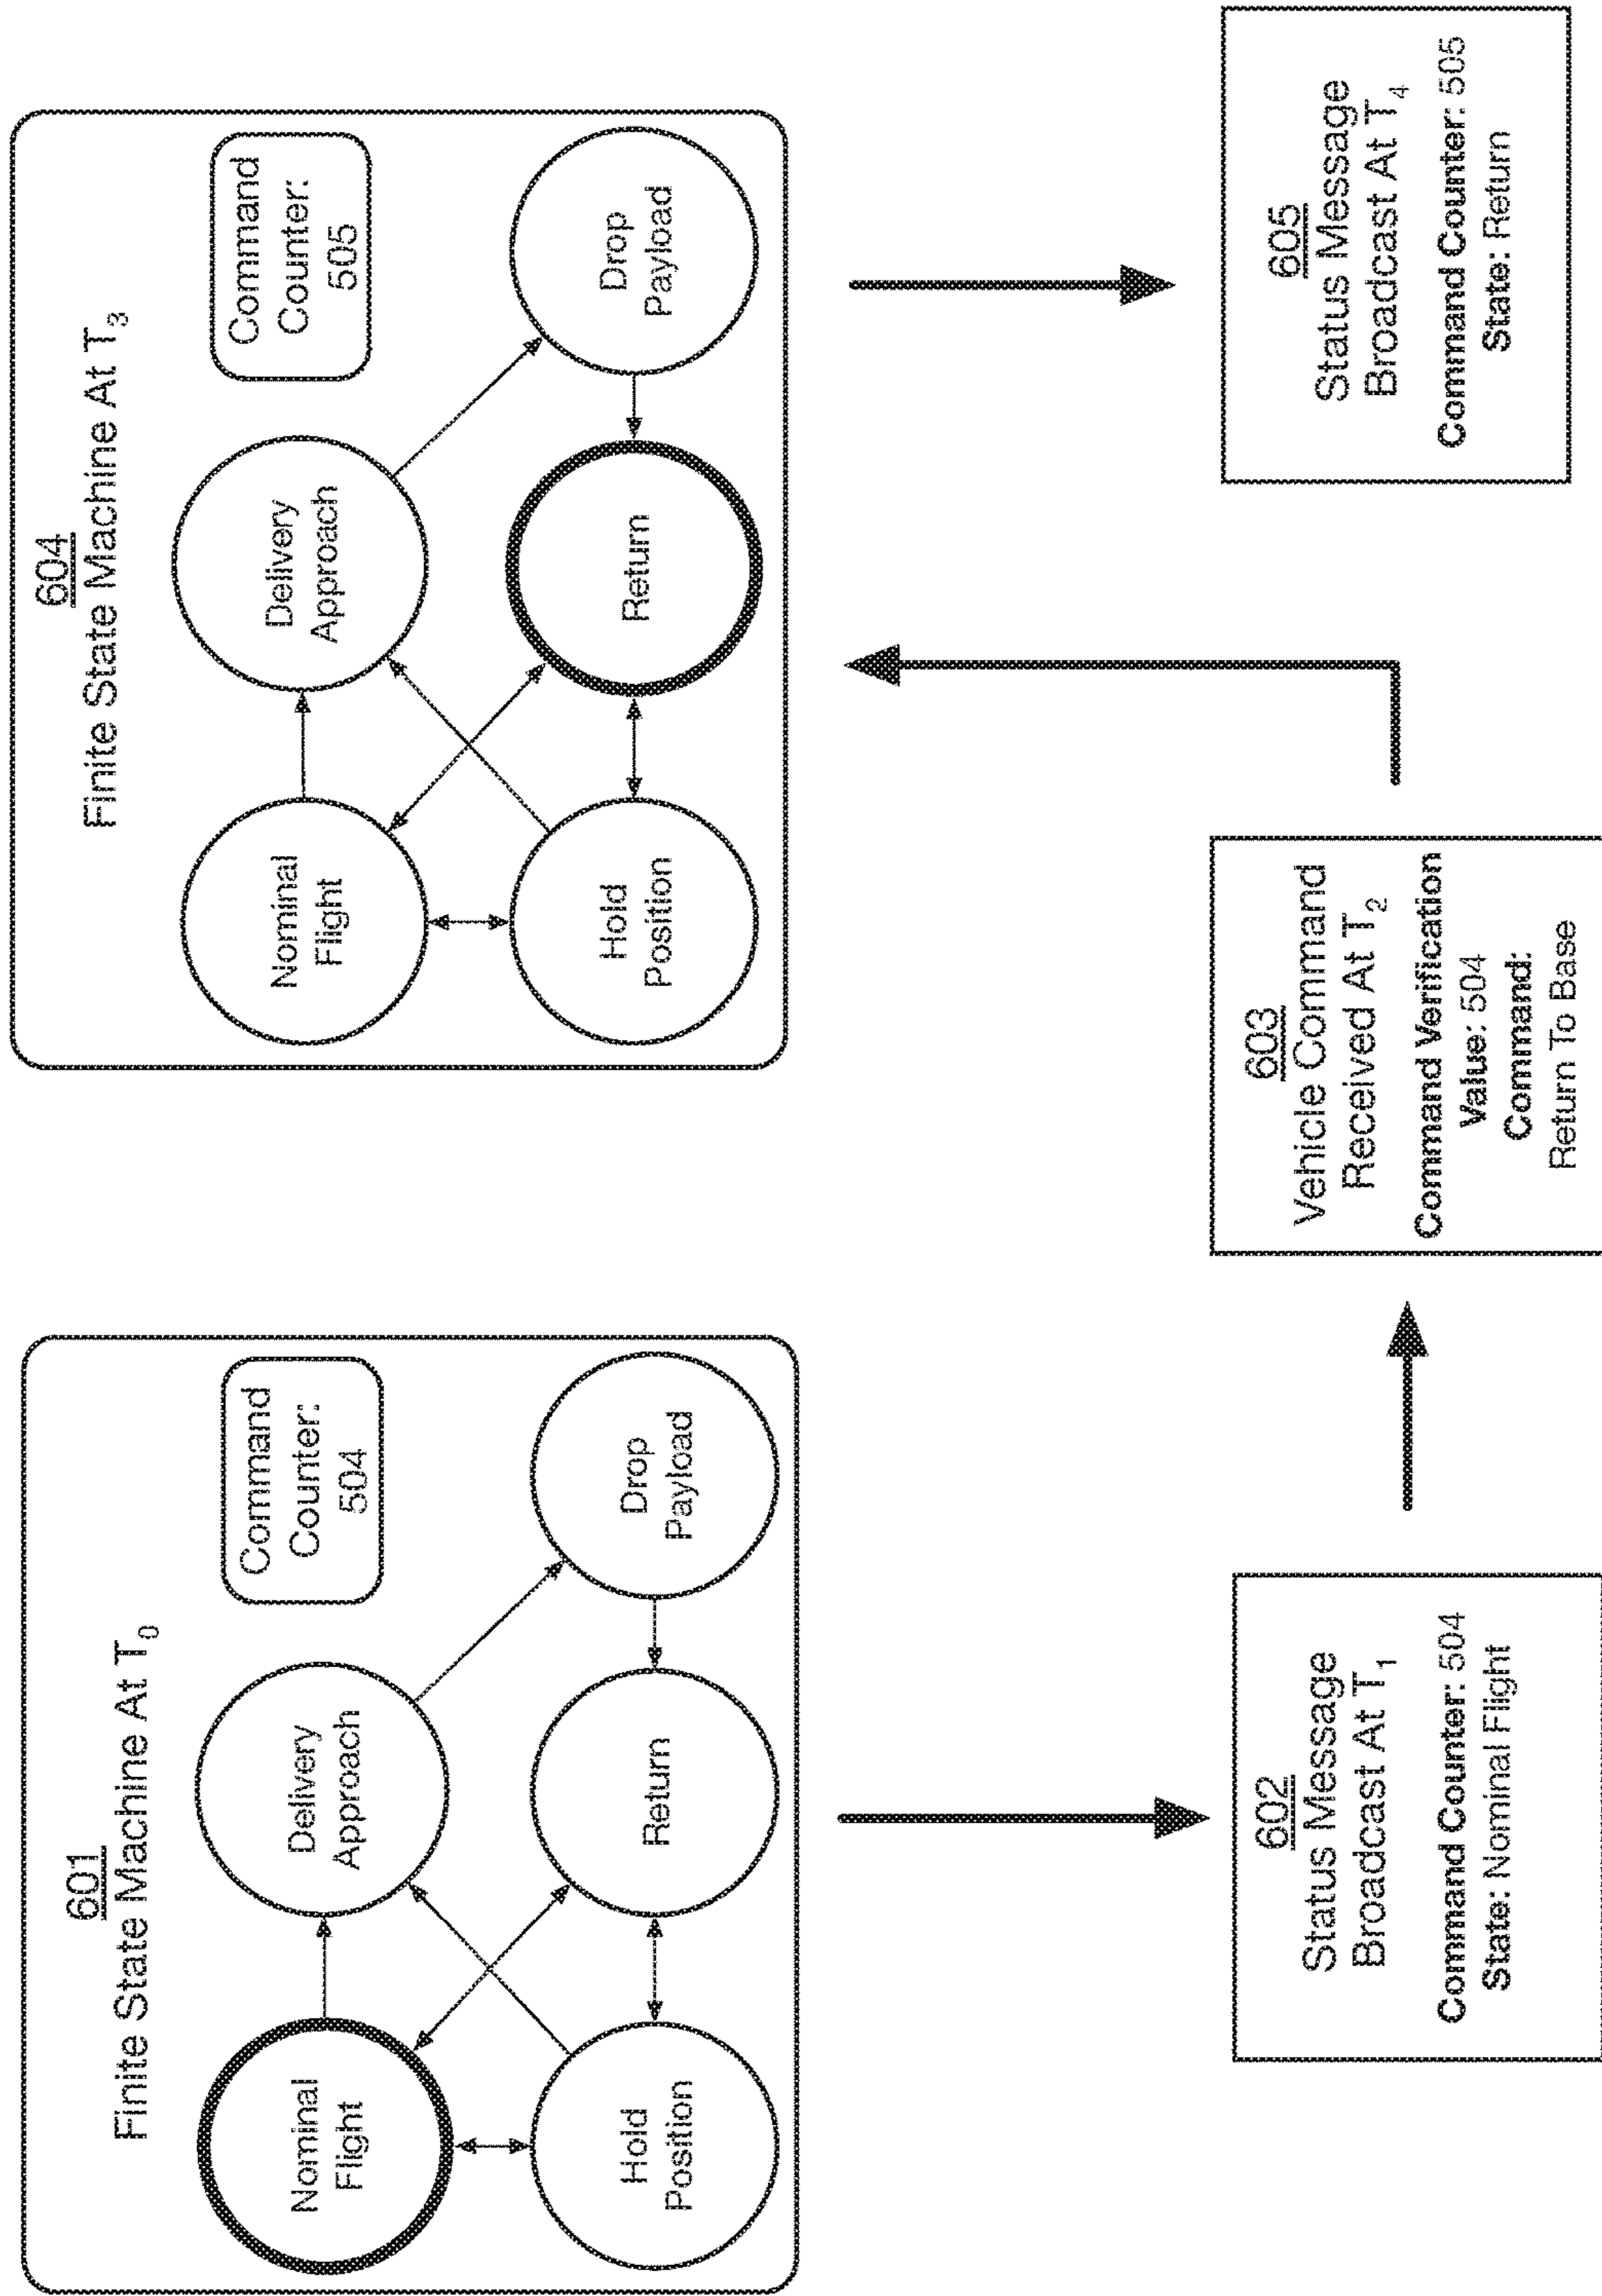 601
Finite State Machine At T0
Nominal
Flight
Delivery
Approach
Command
Counter:
504
Hold
Position
Return
Drop
Payload
602
Status Message
Broadcast At T1
Command Counter: 504
State: Nominal Flight
603
Vehicle Command
Received At T2
Command Verification
Value: 504
Command:
Return To Base
604
Finite State Machine At T3
Nominal
Flight
Delivery
Approach
Command
Counter:
505
Hold
Position
Return
Drop
Payload
605
Status Message
Broadcast At T4
Command Counter: 505
State: Return